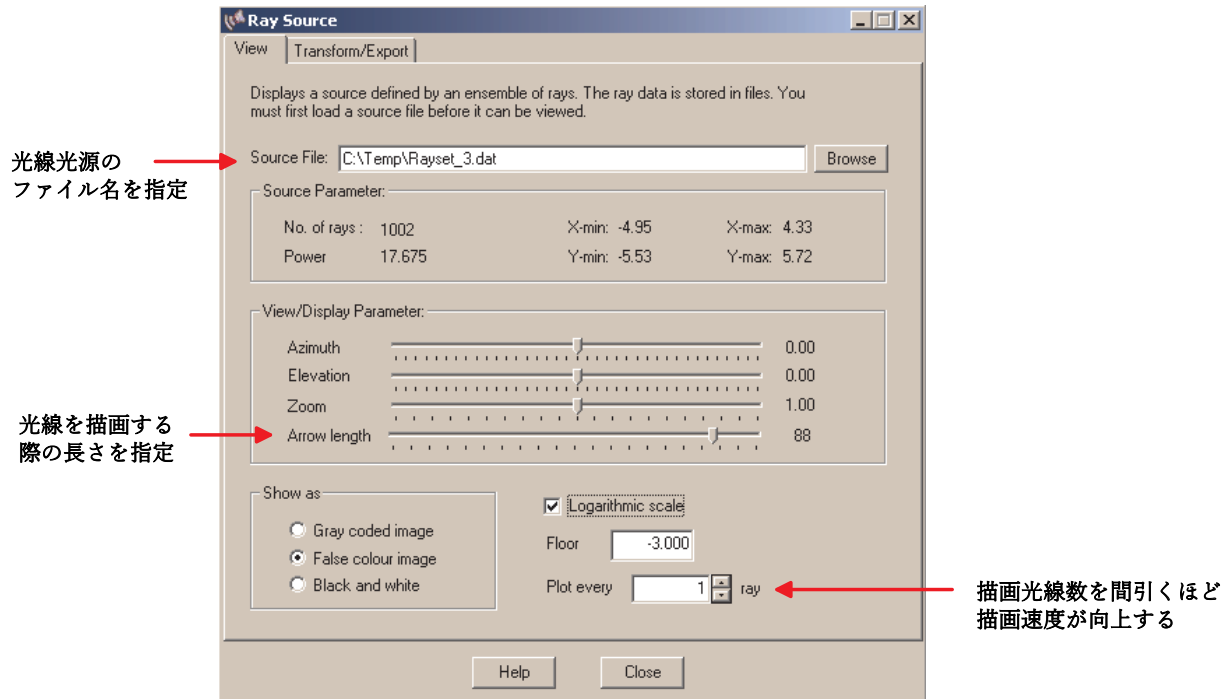 Ray Source
View Transform/Export
Displays a source defined by an ensemble of rays. The ray data is stored in files. You
must first load a source file before it can be viewed.
光線光源の
ファイル名を指定
Source File: C:\Temp\Rayset_3.dat Browse
Source Parameter:
No. of rays : 1002 X-min: -4.95 X-max: 4.33
Power 17.675 Y-min: -5.53 Y-max: 5.72
View/Display Parameter:
Azimuth 0.00
Elevation 0.00
Zoom 1.00
光線を描画する
際の長さを指定
Arrow length 88
Show as
Gray coded image
False colour image
Black and white
Logarithmic scale
Floor -3.000
Plot every 1 ray
描画光線数を間引くほど
描画速度が向上する
Help Close